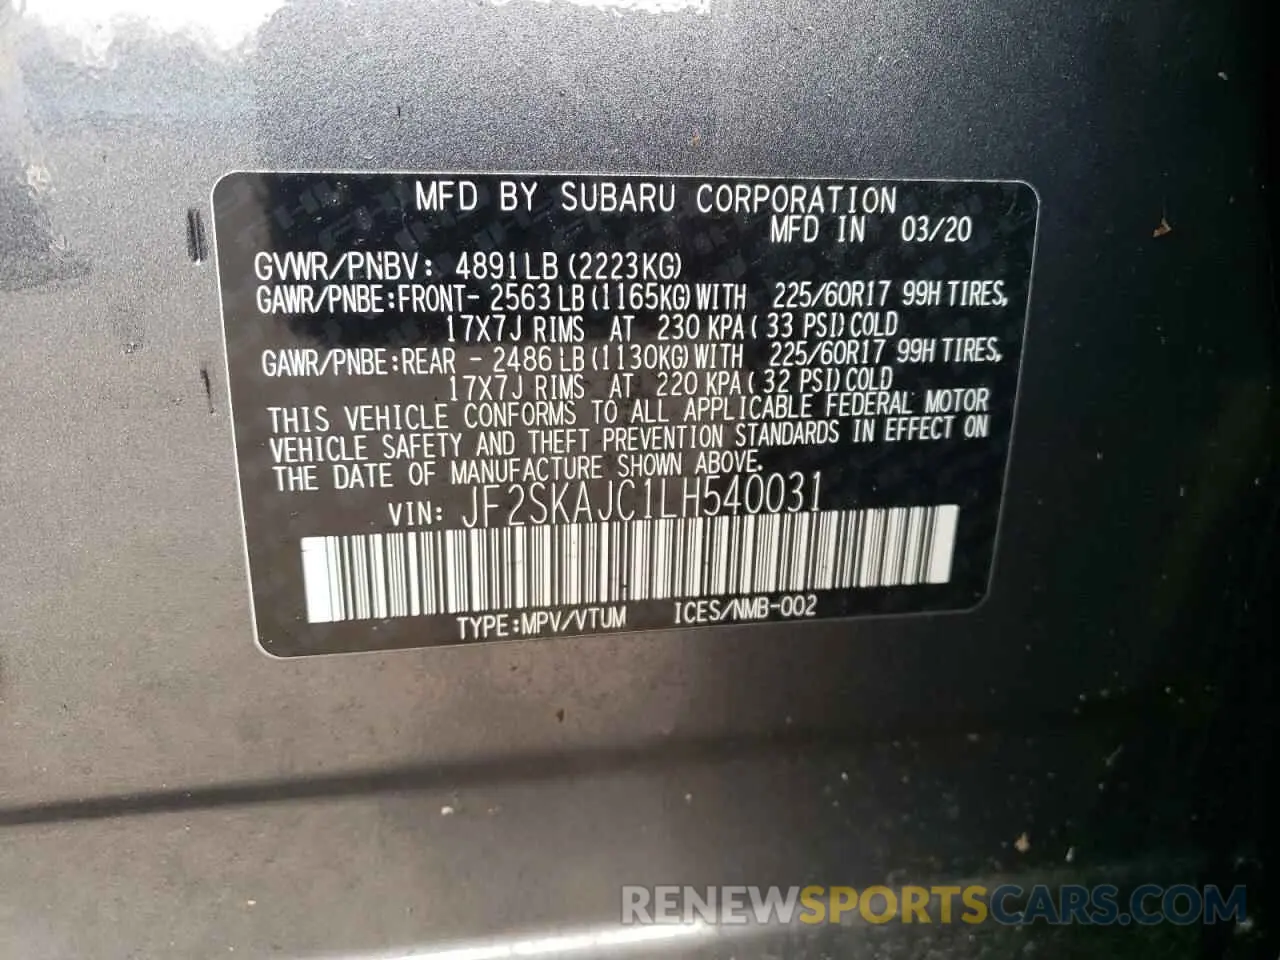 MFD BY SUBARU CORPORATION
MFD IN 03/20
GVWR/PNBV: 4891LB (2223KG)
GAWR/PNBE:FRONT- 2563 LB (1165KG) WITH 225/60R17 99H TIRES,
17X7J RIMS AT 230 KPA ( 33 PSI) COLD
GAWR/PNBE:REAR - 2486 LB (1130KG) WITH 225/60R17 99H TIRES,
17X7J RIMS AT 220 KPA ( 32 PSI) COLD
THIS VEHICLE CONFORMS TO ALL APPLICABLE FEDERAL MOTOR
VEHICLE SAFETY AND THEFT PREVENTION STANDARDS IN EFFECT ON
THE DATE OF MANUFACTURE SHOWN ABOVE.
VIN: JF2SKAJC1LH540031
TYPE:MPV/VTUM ICES/NMB-002
RENEWSPORTSCARS.COM